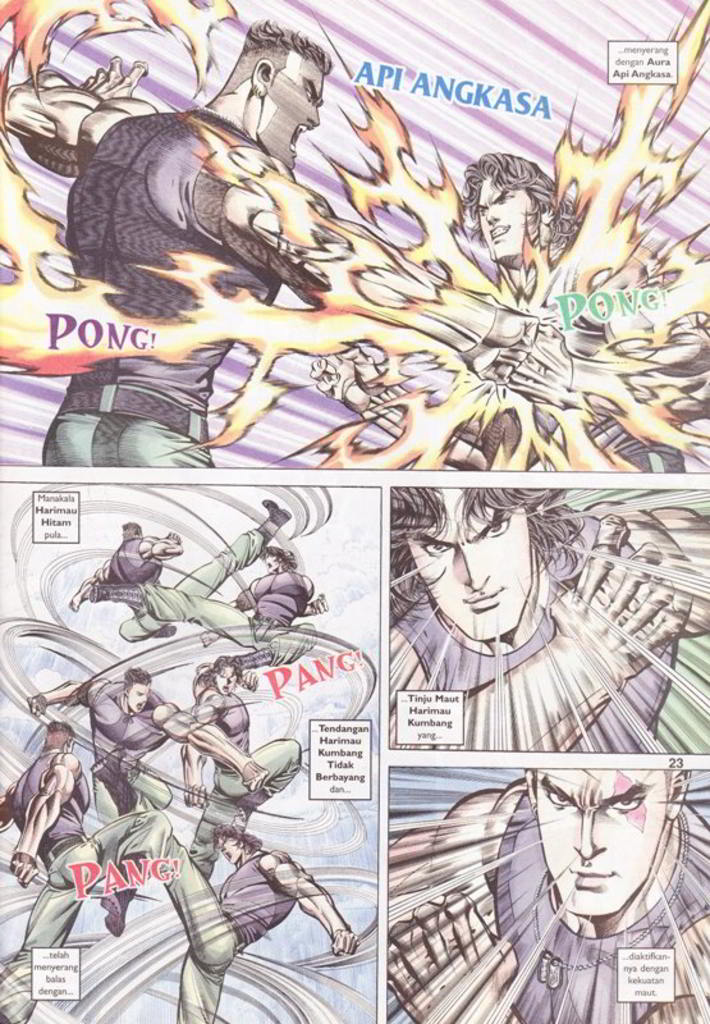 API ANGKASA
...menyerang
dengan Aura
Api Angkasa.
PONG!
PONG!
Manakala
Harimau
Hitam
pula...
PANG!
...Tendangan
Harimau
Kumbang
Tidak
Berbayang
dan...
PANG!
...telah
menyerang
balas
dengan...
...Tinju Maut
Harimau
Kumbang
yang...
23
...diaktifkan-
nya dengan
kekuatan
maut.